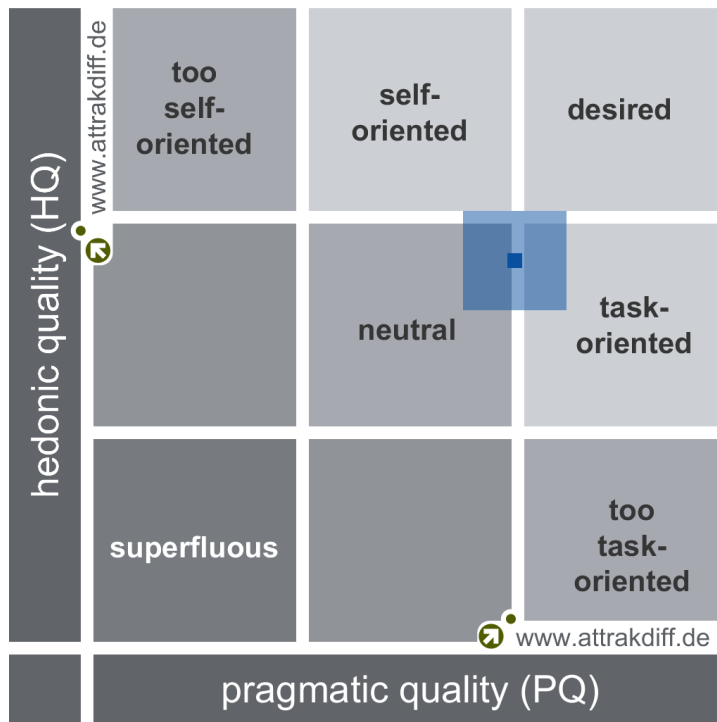 too
self-
oriented
self-
oriented
desired
www.attrakdiff.de
hedonic quality (HQ)
neutral
task-
oriented
superfluous
too
task-
oriented
www.attrakdiff.de
pragmatic quality (PQ)